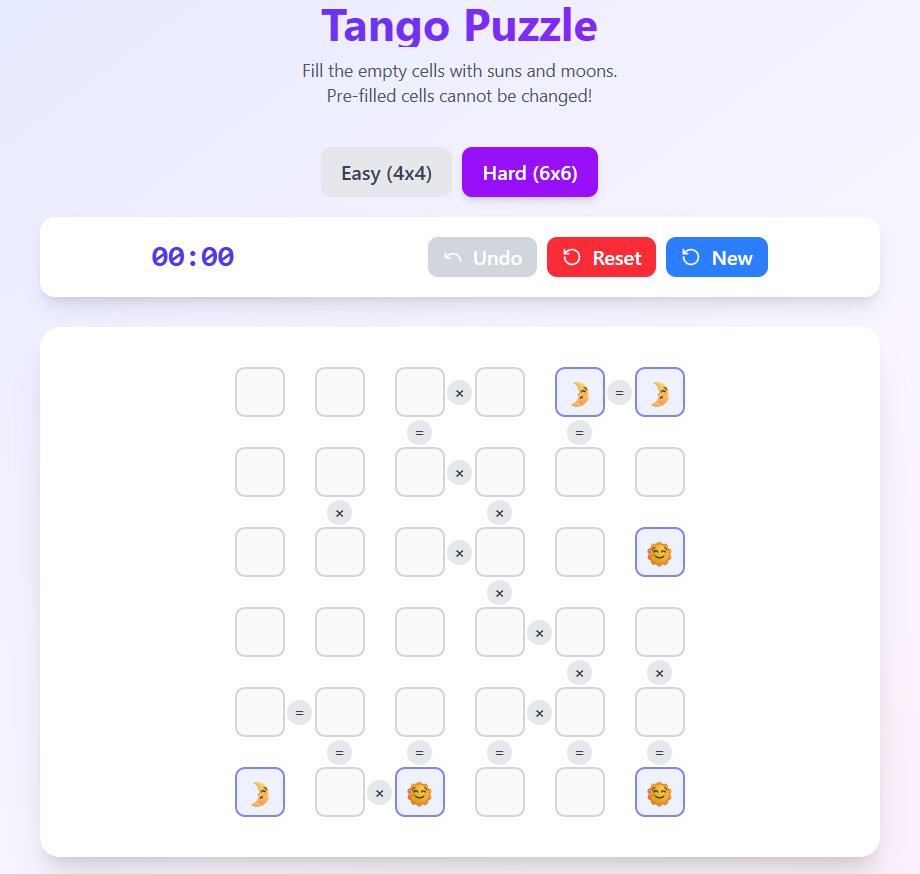 Tango Puzzle
Fill the empty cells with suns and moons.
Pre-filled cells cannot be changed!
Easy (4x4) Hard (6x6)
00:00 Undo Reset New
× =
= =
× ×
× ×
×
×
×
× ×
= ×
= = = = =
×